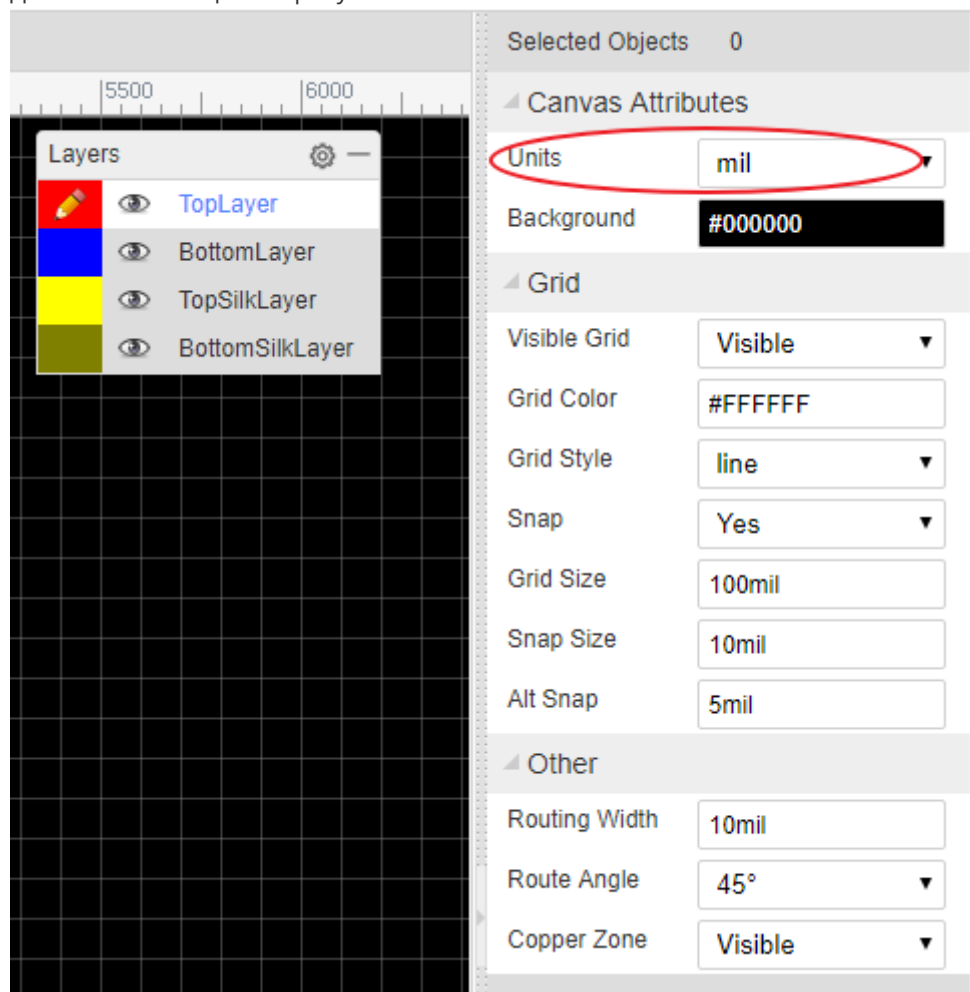 Selected Objects 0
5500 6000
Canvas Attributes
Layers
Units mil
TopLayer
Background #000000
BottomLayer
Grid
TopSilkLayer
Visible Grid Visible
BottomSilkLayer
Grid Color #FFFFFF
Grid Style line
Snap Yes
Grid Size 100mil
Snap Size 10mil
Alt Snap 5mil
Other
Routing Width 10mil
Route Angle 45°
Copper Zone Visible